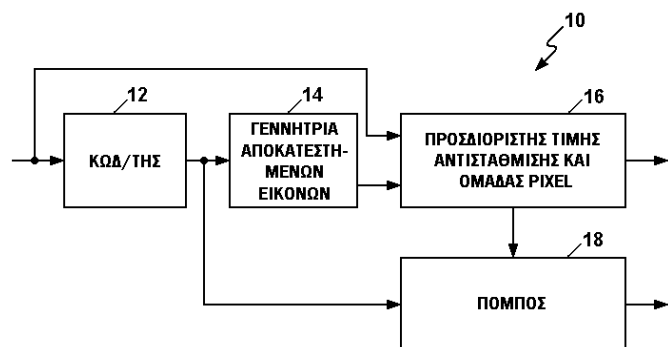 10
12
14
16
ΚΩΔ/ΤΗΣ
ΓΕΝΝΗΤΡΙΑ
ΑΠΟΚΑΤΕΣΤΗ-
ΜΕΝΩΝ
ΕΙΚΟΝΩΝ
ΠΡΟΣΔΙΟΡΙΣΤΗΣ ΤΙΜΗΣ
ΑΝΤΙΣΤΑΘΜΙΣΗΣ ΚΑΙ
ΟΜΑΔΑΣ PIXEL
18
ΠΟΜΠΟΣ